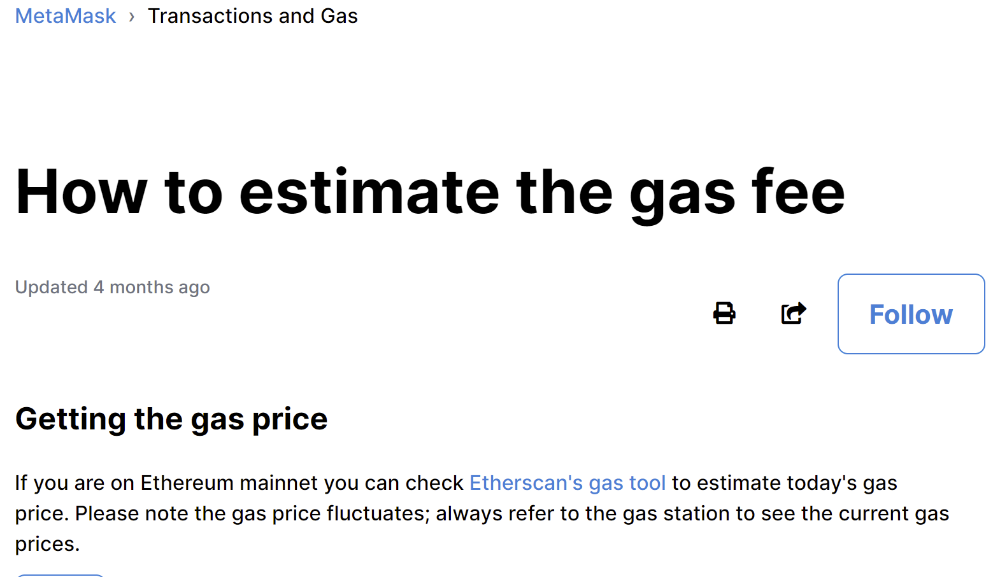 MetaMask › Transactions and Gas
How to estimate the gas fee
Updated 4 months ago
Follow
Getting the gas price
If you are on Ethereum mainnet you can check Etherscan's gas tool to estimate today's gas
price. Please note the gas price fluctuates; always refer to the gas station to see the current gas
prices.